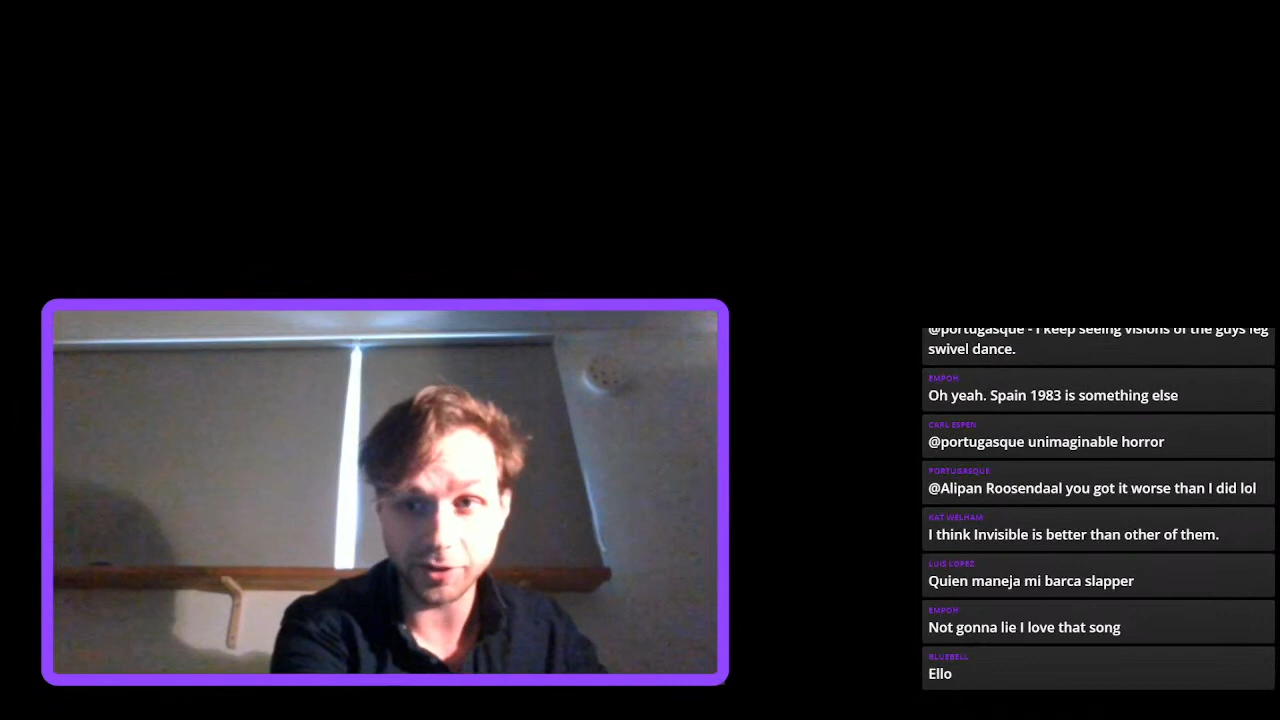 @portugasque - I keep seeing visions of the guys leg
swivel dance.
EMPOH
Oh yeah. Spain 1983 is something else
CARL ESPEN
@portugasque unimaginable horror
PORTUGASQUE
@Alipan Roosendaal you got it worse than I did lol
KAT WELHAM
I think Invisible is better than other of them.
LUIS LOPEZ
Quien maneja mi barca slapper
EMPOH
Not gonna lie I love that song
BLUEBELL
Ello